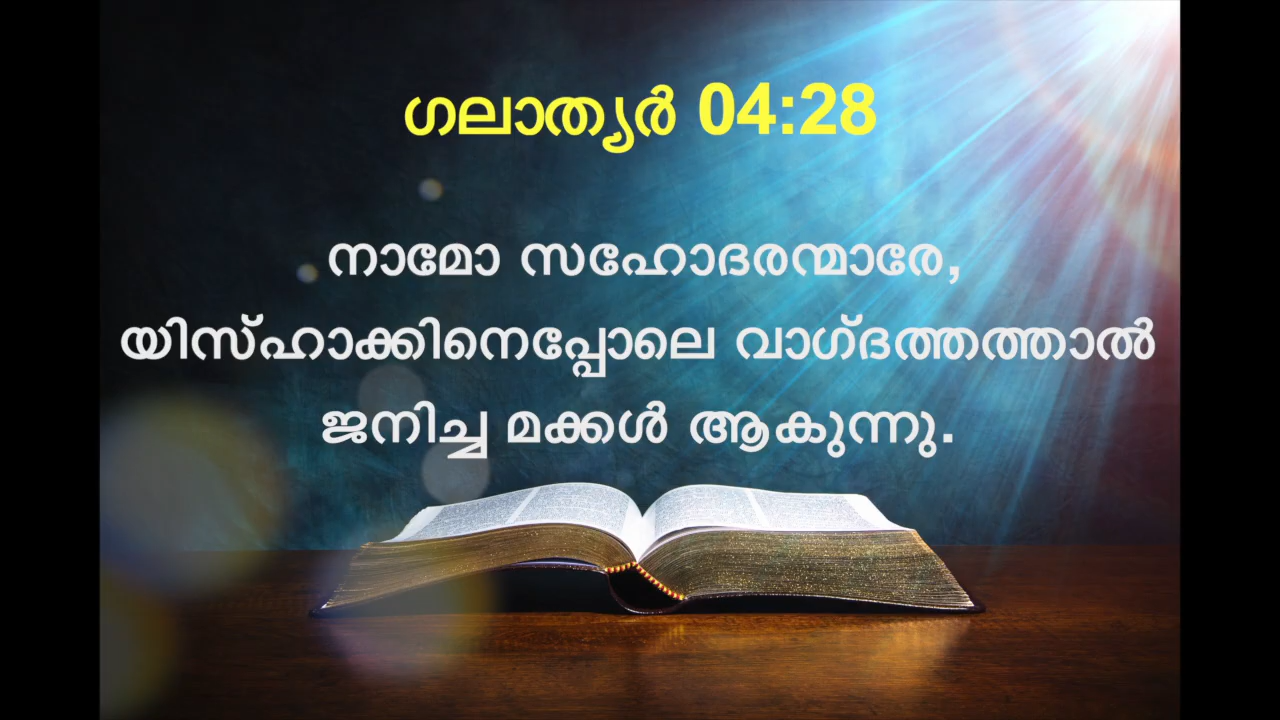 ഗലാത്യർ 04:28
നാമോ സഹോദരന്മാരേ,
യിസ്ഹാക്കിനെപ്പോലെ വാഗ്ദത്തത്താൽ
ജനിച്ച മക്കൾ ആകുന്നു.